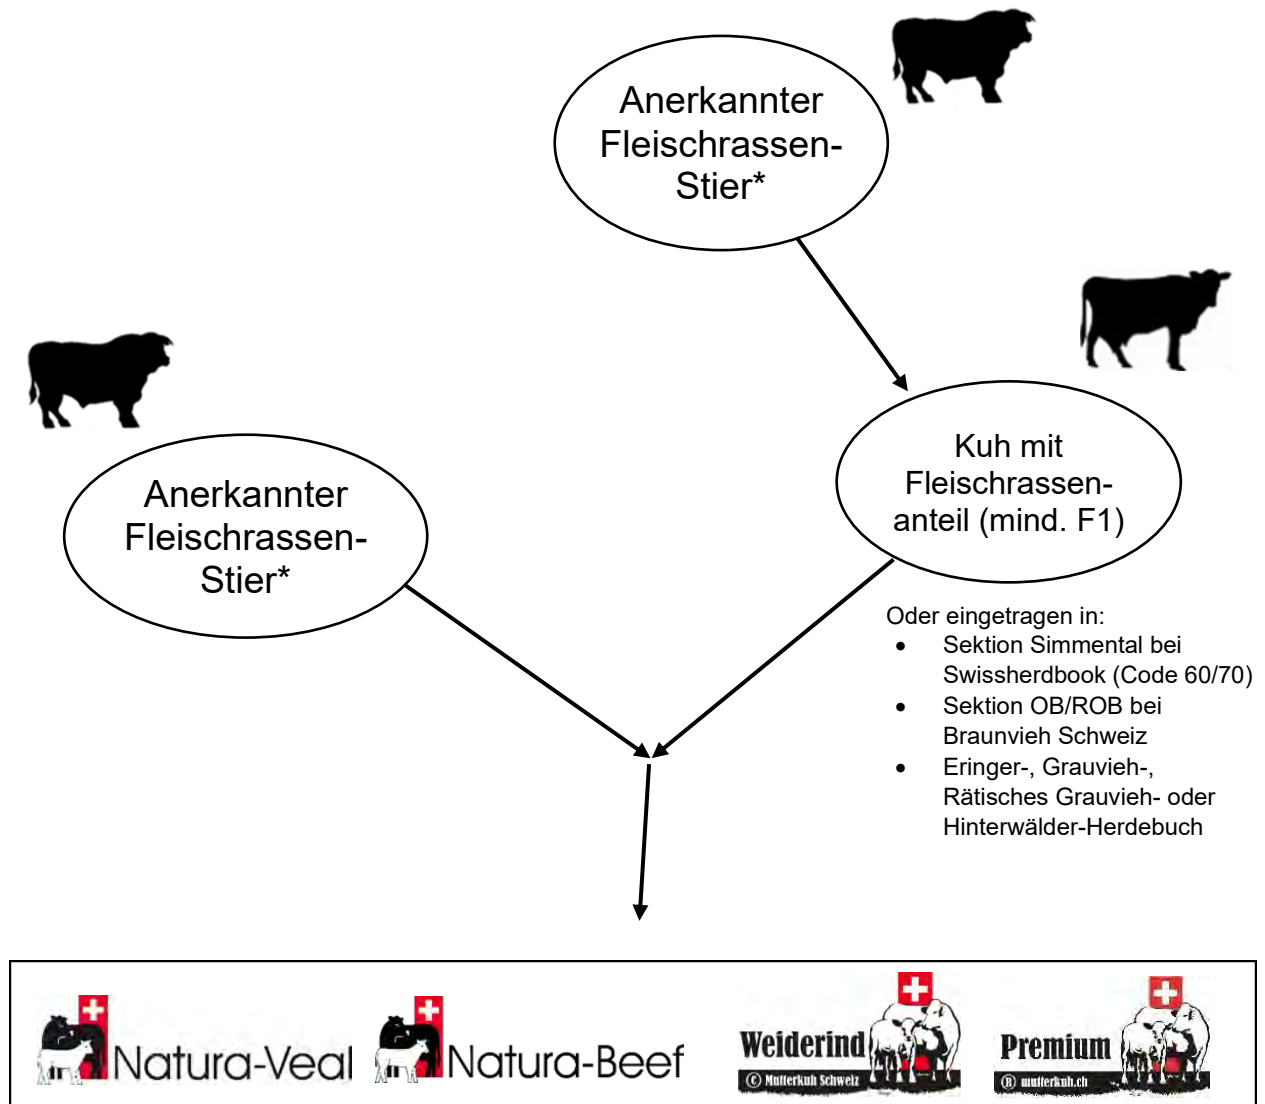 Anerkannter
Fleischrassen-
Stier*
Anerkannter
Fleischrassen-
Stier*
Kuh mit
Fleischrassen-
anteil (mind. F1)
Oder eingetragen in:
• Sektion Simmental bei
Swissherdbook (Code 60/70)
• Sektion OB/ROB bei
Braunvieh Schweiz
• Eringer-, Grauvieh-,
Rätisches Grauvieh- oder
Hinterwälder-Herdebuch
Natura-Veal
Natura-Beef
Weiderind
© Mutterkuh Schweiz
Premium
® mutterkuh.ch